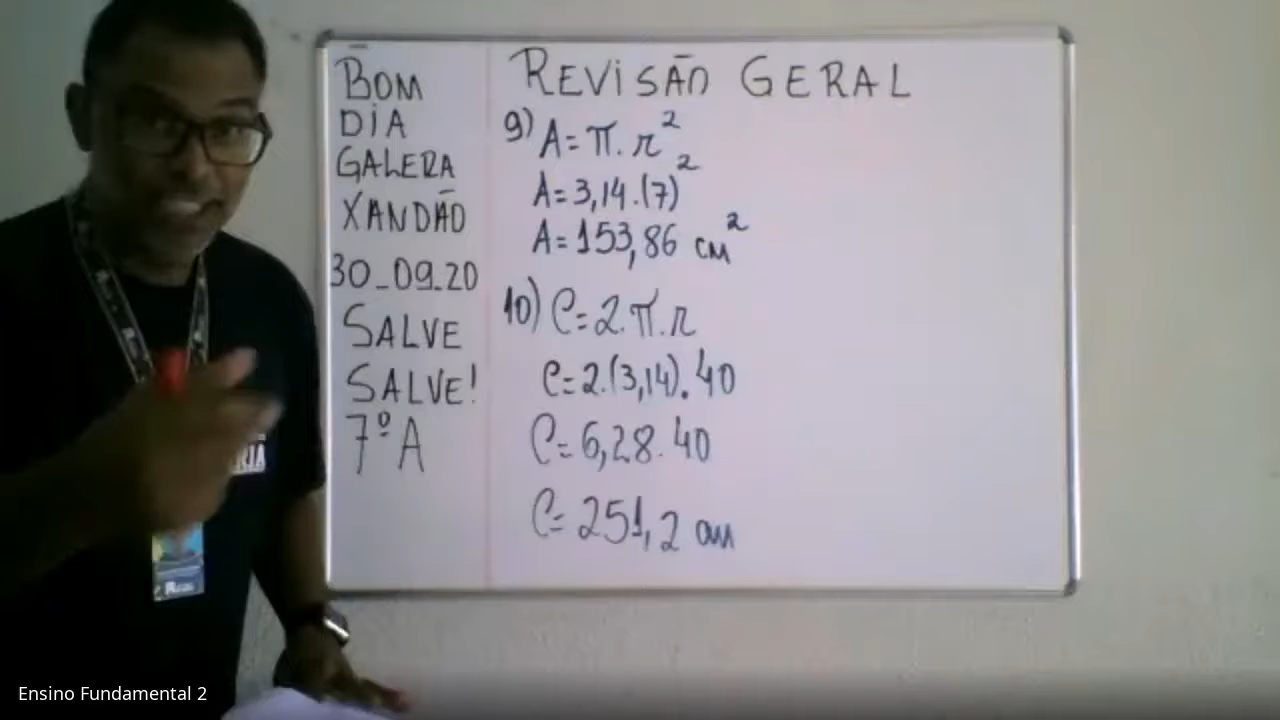 BOM
DIA
GALERA
XANDÃO
30_09_20
SALVE
SALVE!
7º A
REVISÃO GERAL
9) A= π. r²
A= 3,14.(7)²
A= 153,86 cm²
10) C= 2.π.r
C= 2.(3,14).40
C= 6,28.40
C= 251,2 cm
Ensino Fundamental 2